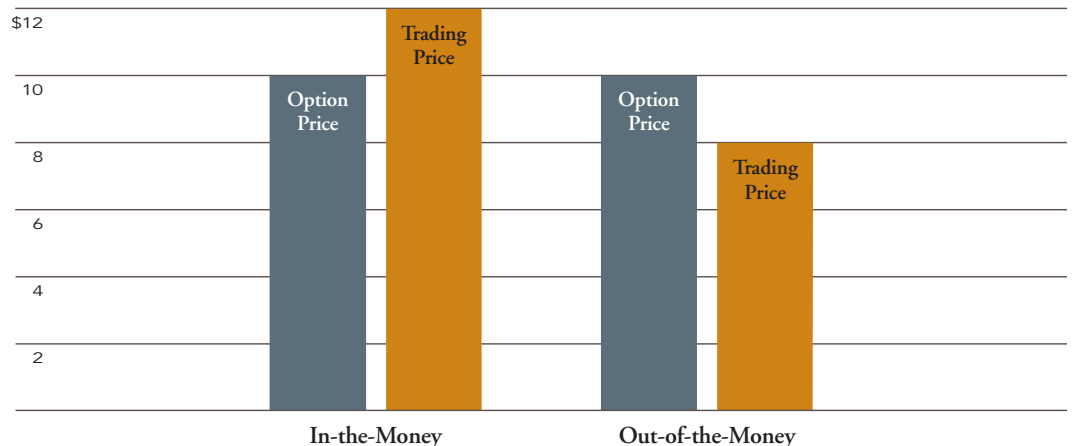 $12
10
8
6
4
2
Option
Price
Trading
Price
Option
Price
Trading
Price
In-the-Money
Out-of-the-Money